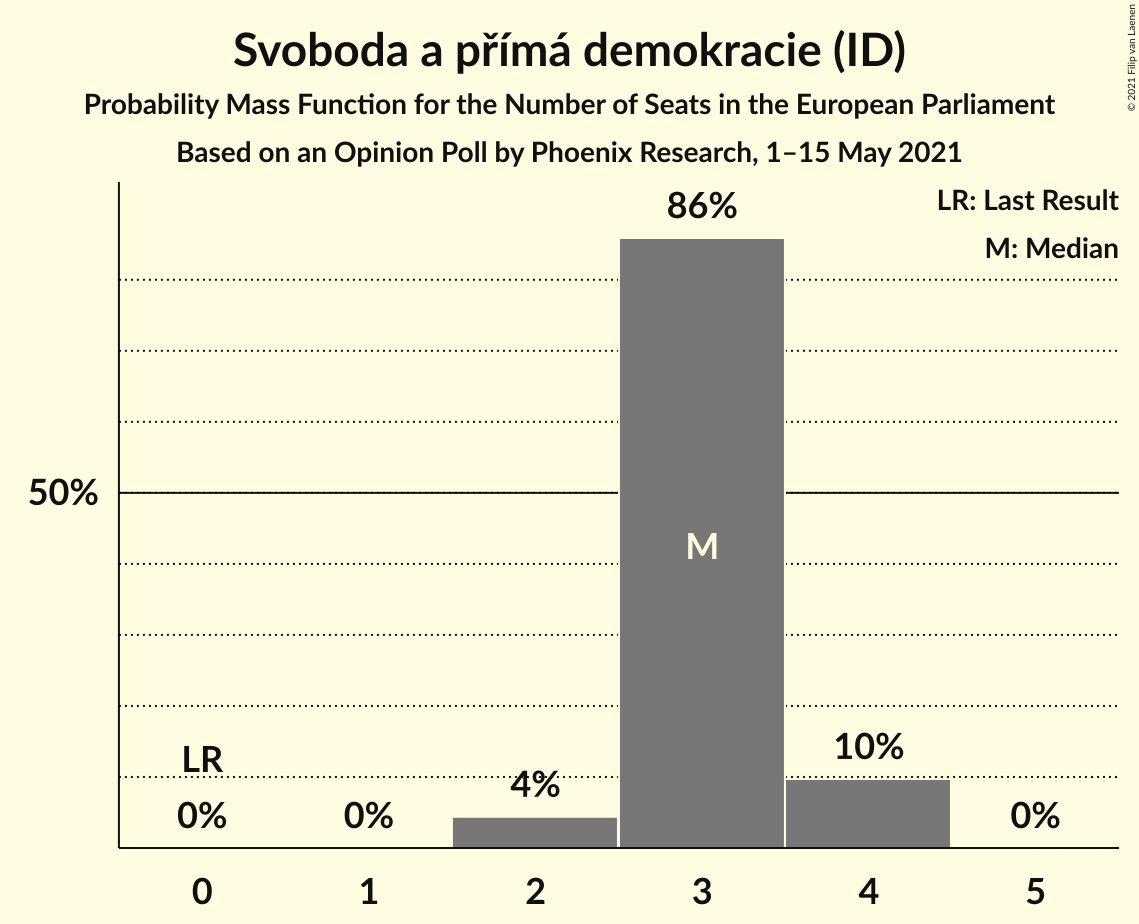 Svoboda a přímá demokracie (ID)
Probability Mass Function for the Number of Seats in the European Parliament
Based on an Opinion Poll by Phoenix Research, 1–15 May 2021
© 2021 Filip van Laenen
LR: Last Result
M: Median
86%
50%
M
LR
10%
4%
0%
0%
0%
0
1
2
3
4
5